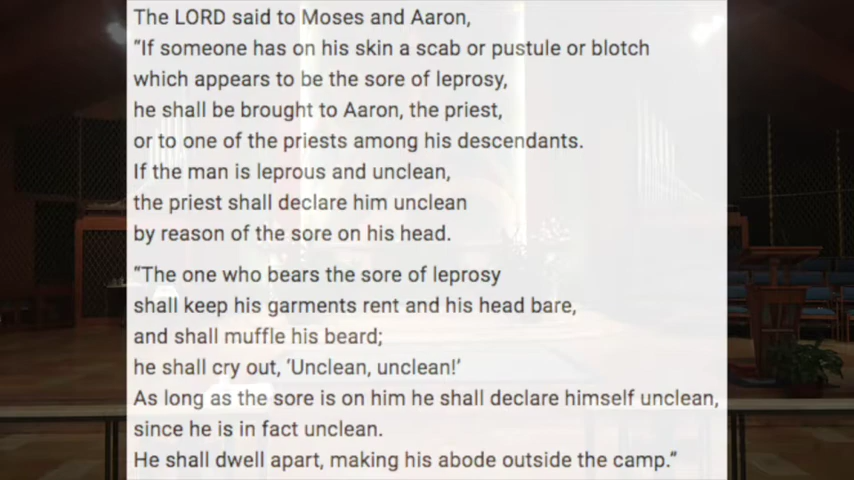 The LORD said to Moses and Aaron,
“If someone has on his skin a scab or pustule or blotch
which appears to be the sore of leprosy,
he shall be brought to Aaron, the priest,
or to one of the priests among his descendants.
If the man is leprous and unclean,
the priest shall declare him unclean
by reason of the sore on his head.
“The one who bears the sore of leprosy
shall keep his garments rent and his head bare,
and shall muffle his beard;
he shall cry out, ‘Unclean, unclean!’
As long as the sore is on him he shall declare himself unclean,
since he is in fact unclean.
He shall dwell apart, making his abode outside the camp.”